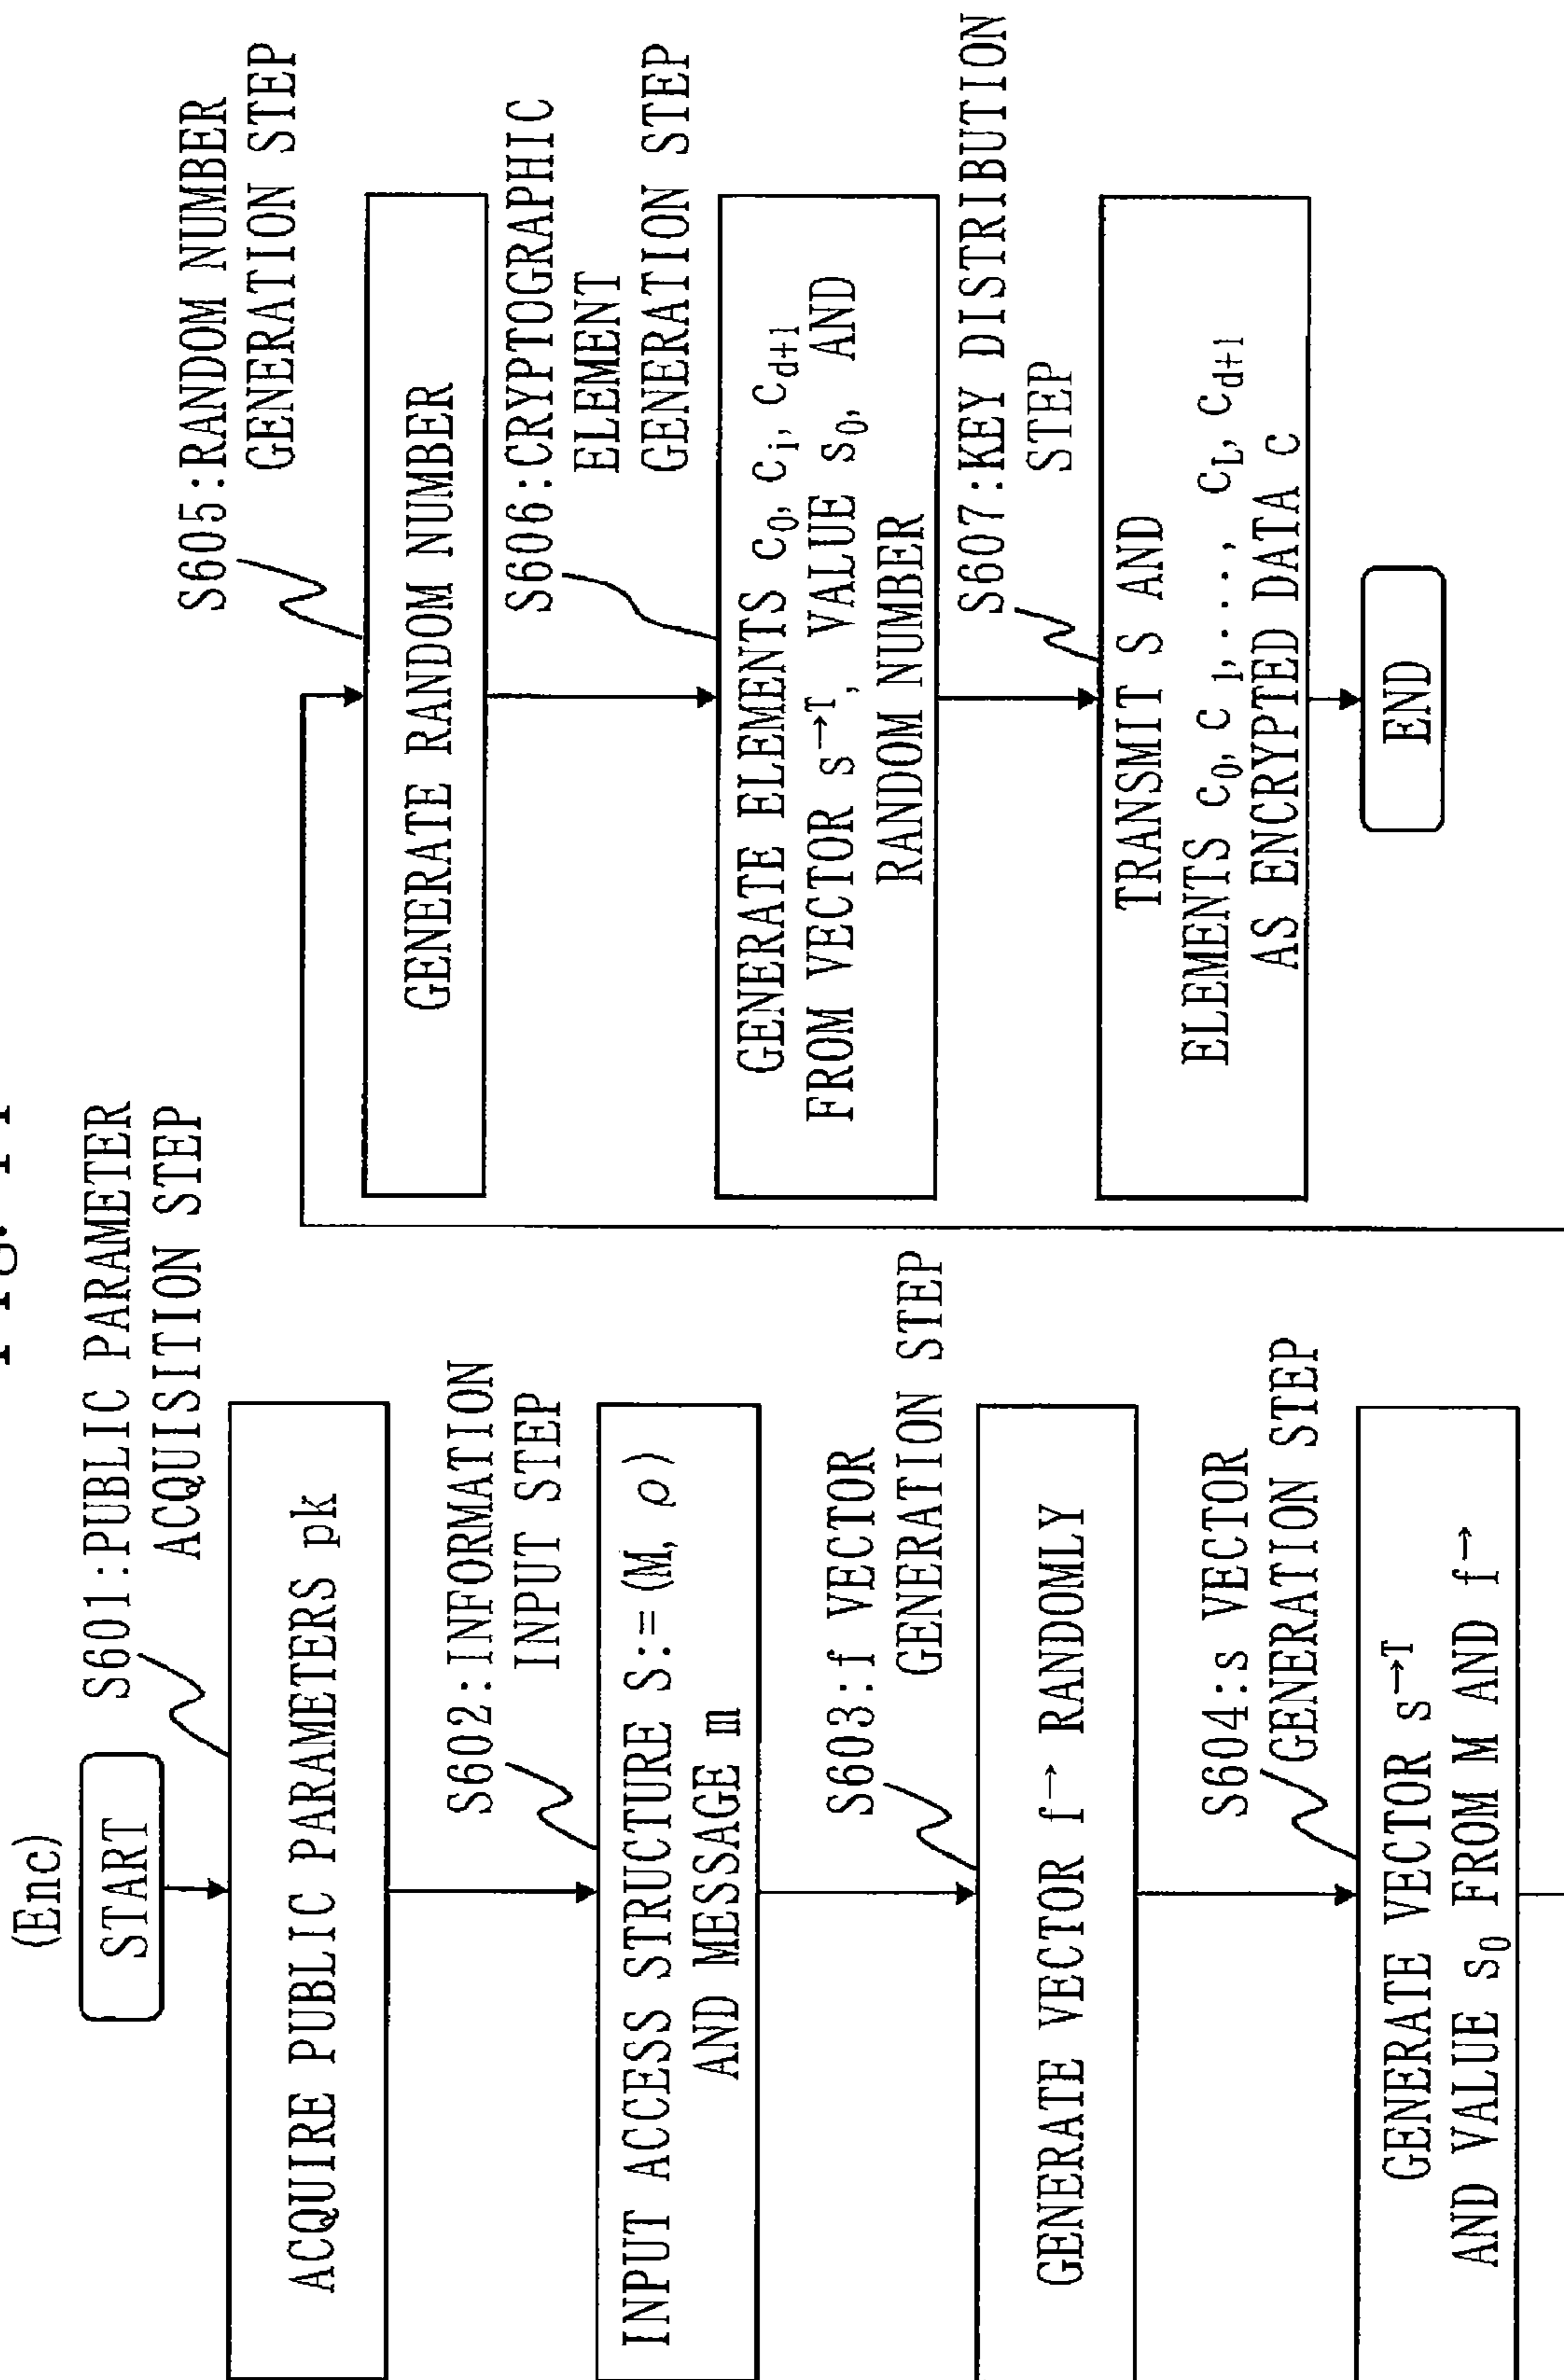 (Enc)
START
S601:PUBLIC PARAMETER
ACQUISITION STEP
ACQUIRE PUBLIC PARAMETERS pk
S602:INFORMATION
INPUT STEP
INPUT ACCESS STRUCTURE S:=(M, ρ)
AND MESSAGE m
S603:f VECTOR
GENERATION STEP
GENERATE VECTOR f→ RANDOMLY
S604:s VECTOR
GENERATION STEP
GENERATE VECTOR s→T
AND VALUE s0 FROM M AND f→
S605:RANDOM NUMBER
GENERATION STEP
GENERATE RANDOM NUMBER
S606:CRYPTOGRAPHIC
ELEMENT
GENERATION STEP
GENERATE ELEMENTS c0, ci, cd+1
FROM VECTOR s→T, VALUE s0, AND
RANDOM NUMBER
S607:KEY DISTRIBUTION
STEP
TRANSMIT S AND
ELEMENTS c0, c1,..., cL, cd+1
AS ENCRYPTED DATA c
END